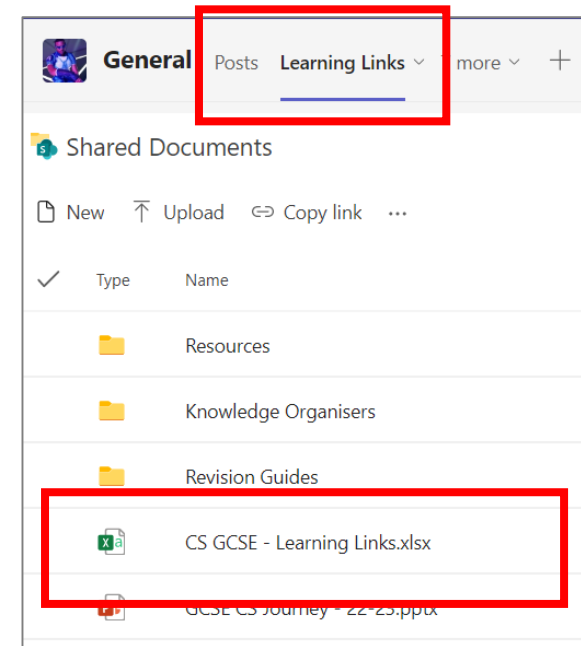 General Posts Learning Links more
Shared Documents
New Upload Copy link ...
Type Name
Resources
Knowledge Organisers
Revision Guides
CS GCSE - Learning Links.xlsx
GCSE CS Journey - 22-23.pptx